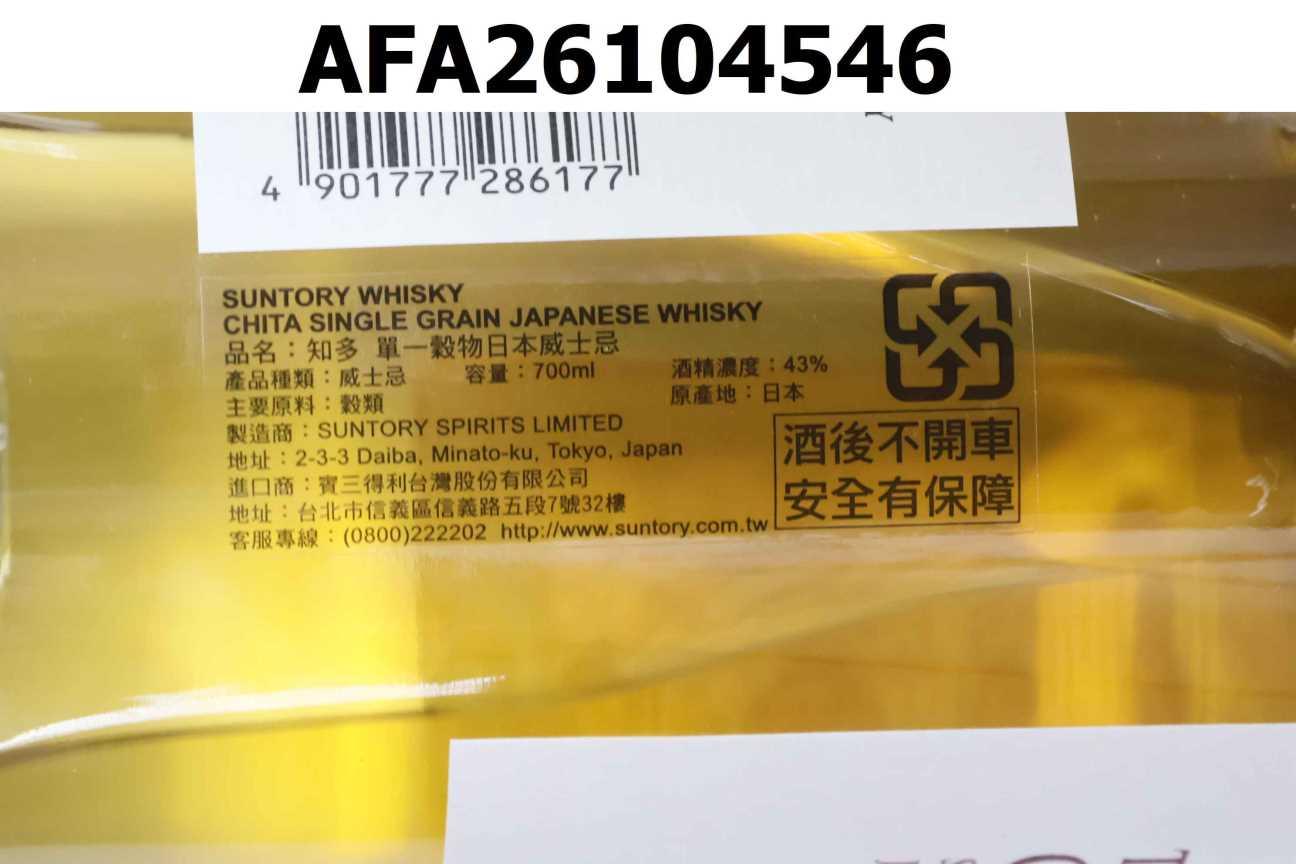 AFA26104546
4 901777 286177
SUNTORY WHISKY
CHITA SINGLE GRAIN JAPANESE WHISKY
品名：知多 單一穀物日本威士忌
產品種類：威士忌 容量：700ml 酒精濃度：43%
主要原料：穀類 原產地：日本
製造商：SUNTORY SPIRITS LIMITED
地址：2-3-3 Daiba, Minato-ku, Tokyo, Japan
進口商：賓三得利台灣股份有限公司
地址：台北市信義區信義路五段7號32樓
客服專線：(0800)222202 http://www.suntory.com.tw
酒後不開車
安全有保障